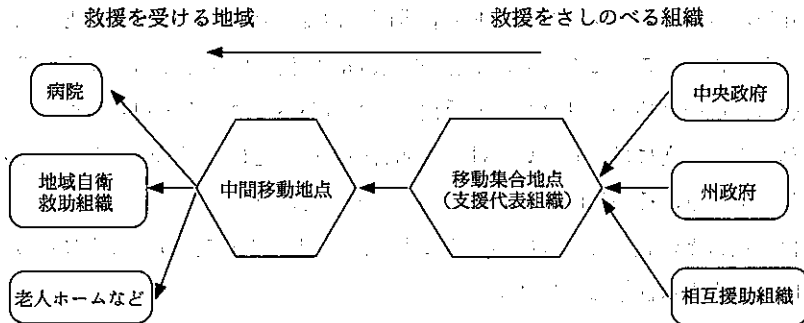 救援を受ける地域
救援をさしのべる組織
病院
地域自衛
救助組織
老人ホームなど
中間移動地点
移動集合地点
（支援代表組織）
中央政府
州政府
相互援助組織